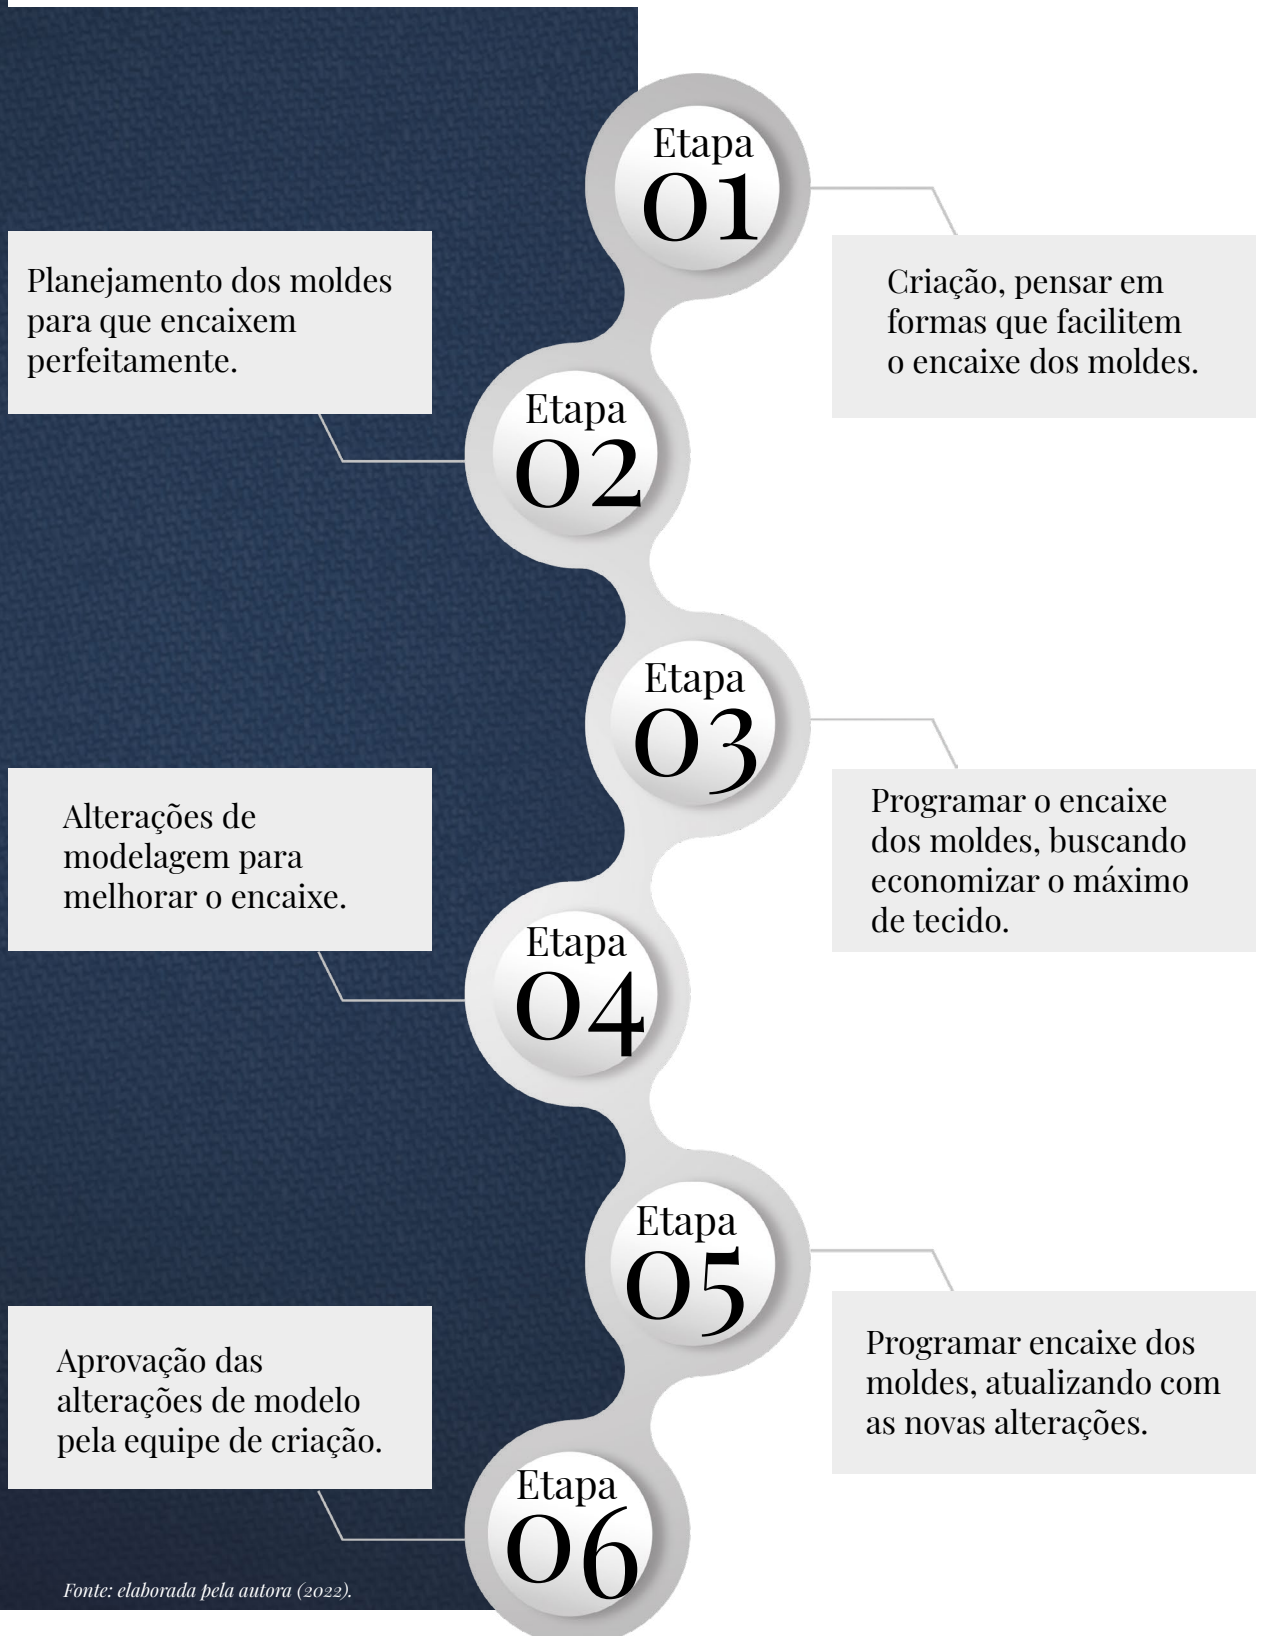 Etapa
01
Criação, pensar em
formas que facilitem
o encaixe dos moldes.
Etapa
02
Planejamento dos moldes
para que encaixem
perfeitamente.
Etapa
03
Programar o encaixe
dos moldes, buscando
economizar o máximo
de tecido.
Etapa
04
Alterações de
modelagem para
melhorar o encaixe.
Etapa
05
Programar encaixe dos
moldes, atualizando com
as novas alterações.
Etapa
06
Aprovação das
alterações de modelo
pela equipe de criação.
Fonte: elaborada pela autora (2022).